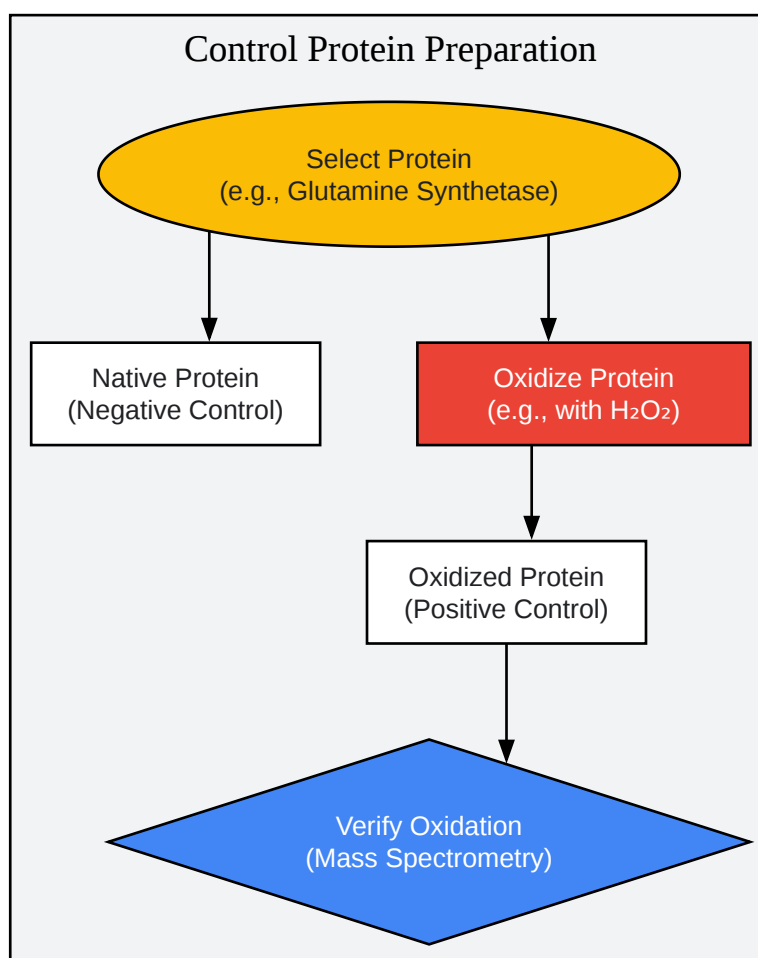 Control Protein Preparation
Select Protein
(e.g., Glutamine Synthetase)
Native Protein
(Negative Control)
Oxidize Protein
(e.g., with H₂O₂)
Oxidized Protein
(Positive Control)
Verify Oxidation
(Mass Spectrometry)